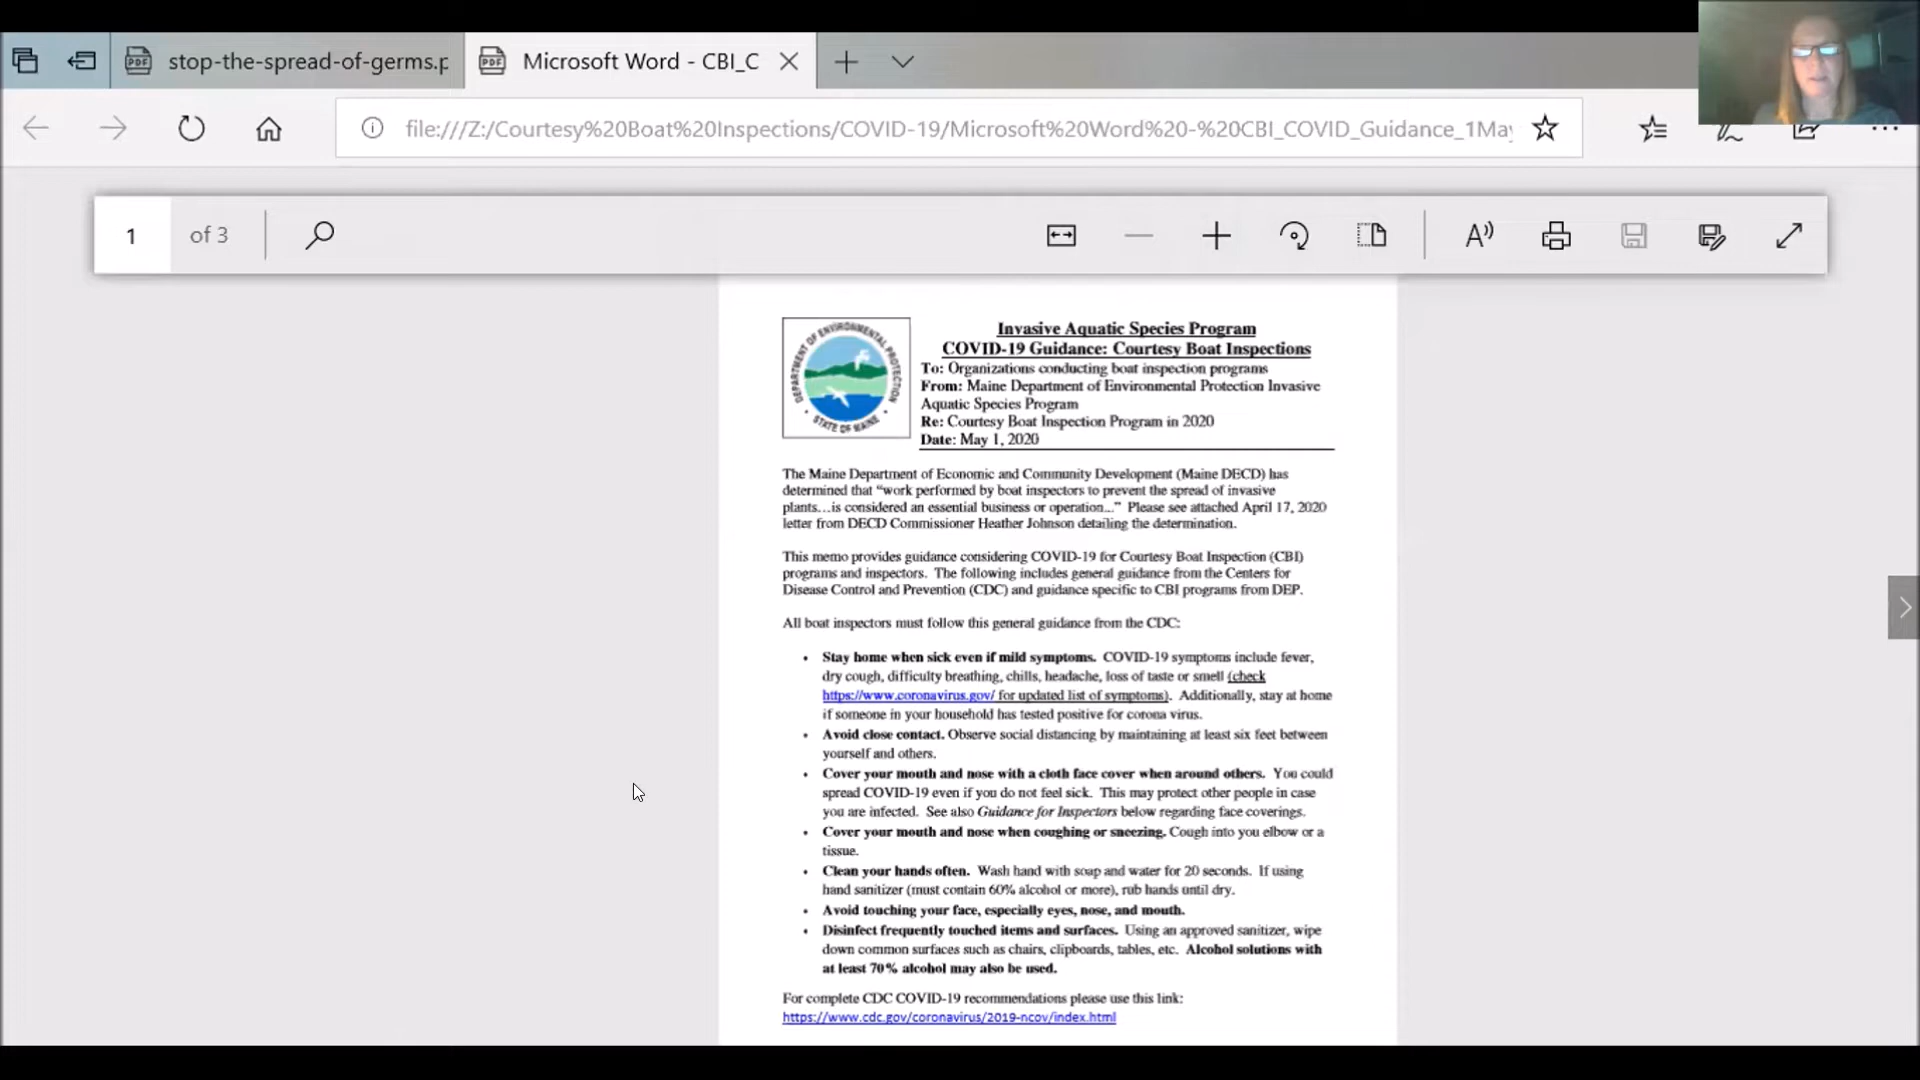 stop-the-spread-of-germs.p
Microsoft Word - CBI_C
file:///Z:/Courtesy%20Boat%20Inspections/COVID-19/Microsoft%20Word%20-%20CBI_COVID_Guidance_1May
1 of 3
DEPARTMENT OF ENVIRONMENTAL PROTECTION
STATE OF MAINE
Invasive Aquatic Species Program
COVID-19 Guidance: Courtesy Boat Inspections
To: Organizations conducting boat inspection programs
From: Maine Department of Environmental Protection Invasive
Aquatic Species Program
Re: Courtesy Boat Inspection Program in 2020
Date: May 1, 2020
The Maine Department of Economic and Community Development (Maine DECD) has
determined that “work performed by boat inspectors to prevent the spread of invasive
plants…is considered an essential business or operation…” Please see attached April 17, 2020
letter from DECD Commissioner Heather Johnson detailing the determination.
This memo provides guidance considering COVID-19 for Courtesy Boat Inspection (CBI)
programs and inspectors. The following includes general guidance from the Centers for
Disease Control and Prevention (CDC) and guidance specific to CBI programs from DEP.
All boat inspectors must follow this general guidance from the CDC:
• Stay home when sick even if mild symptoms. COVID-19 symptoms include fever,
dry cough, difficulty breathing, chills, headache, loss of taste or smell (check
https://www.coronavirus.gov/ for updated list of symptoms). Additionally, stay at home
if someone in your household has tested positive for corona virus.
• Avoid close contact. Observe social distancing by maintaining at least six feet between
yourself and others.
• Cover your mouth and nose with a cloth face cover when around others. You could
spread COVID-19 even if you do not feel sick. This may protect other people in case
you are infected. See also Guidance for Inspectors below regarding face coverings.
• Cover your mouth and nose when coughing or sneezing. Cough into you elbow or a
tissue.
• Clean your hands often. Wash hand with soap and water for 20 seconds. If using
hand sanitizer (must contain 60% alcohol or more), rub hands until dry.
• Avoid touching your face, especially eyes, nose, and mouth.
• Disinfect frequently touched items and surfaces. Using an approved sanitizer, wipe
down common surfaces such as chairs, clipboards, tables, etc. Alcohol solutions with
at least 70% alcohol may also be used.
For complete CDC COVID-19 recommendations please use this link:
https://www.cdc.gov/coronavirus/2019-ncov/index.html